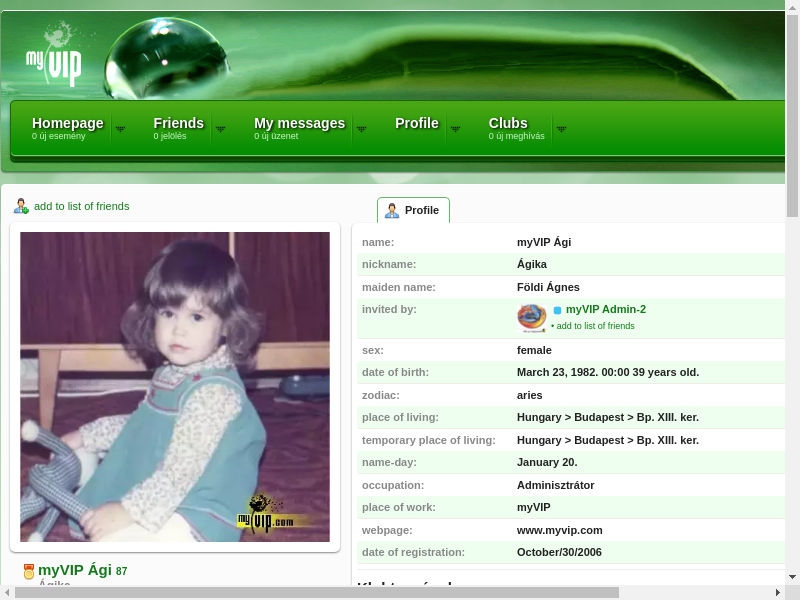 my VIP
Homepage
0 új esemény
Friends
0 jelölés
My messages
0 új üzenet
Profile
Clubs
0 új meghívás
add to list of friends
Profile
name: myVIP Ági
nickname: Ágika
maiden name: Földi Ágnes
invited by: myVIP Admin-2
• add to list of friends
sex: female
date of birth: March 23, 1982. 00:00 39 years old.
zodiac: aries
place of living: Hungary > Budapest > Bp. XIII. ker.
temporary place of living: Hungary > Budapest > Bp. XIII. ker.
name-day: January 20.
occupation: Adminisztrátor
place of work: myVIP
webpage: www.myvip.com
date of registration: October/30/2006
my VIP.com
myVIP Ági 87
Ágika